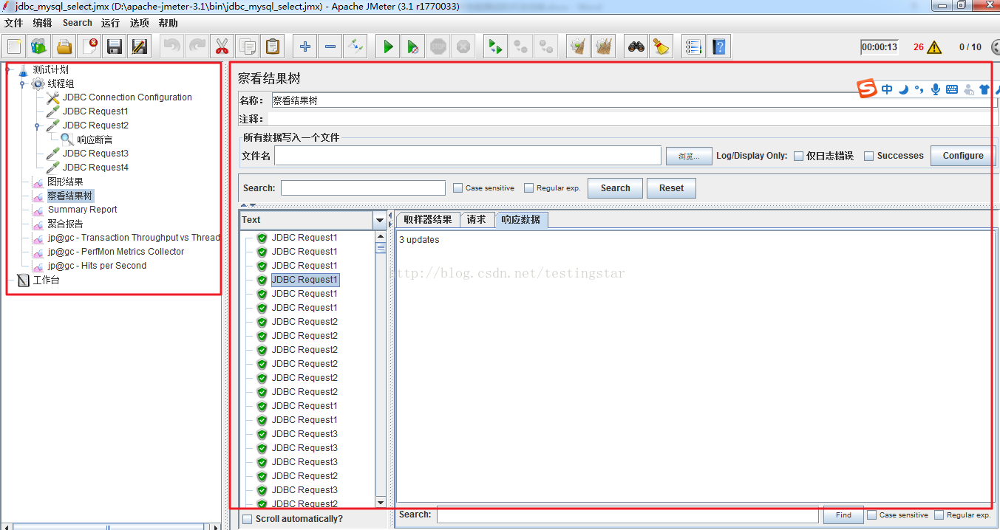 jdbc_mysql_select.jmx (D:\apache-jmeter-3.1\bin\jdbc_mysql_select.jmx) - Apache JMeter (3.1 r1770033)
文件 编辑 Search 运行 选项 帮助
00:00:13 26 0 / 10
测试计划
线程组
JDBC Connection Configuration
JDBC Request1
JDBC Request2
响应断言
JDBC Request3
JDBC Request4
图形结果
察看结果树
Summary Report
聚合报告
jp@gc - Transaction Throughput vs Thread
jp@gc - PerfMon Metrics Collector
jp@gc - Hits per Second
工作台
察看结果树
中
名称: 察看结果树
注释:
所有数据写入一个文件
文件名 浏览... Log/Display Only: 仅日志错误 Successes Configure
Search: Case sensitive Regular exp. Search Reset
Text
JDBC Request1
JDBC Request1
JDBC Request1
JDBC Request1
JDBC Request1
JDBC Request1
JDBC Request2
JDBC Request2
JDBC Request2
JDBC Request2
JDBC Request2
JDBC Request2
JDBC Request1
JDBC Request1
JDBC Request3
JDBC Request3
JDBC Request3
JDBC Request2
JDBC Request3
JDBC Request2
Scroll automatically?
取样器结果 请求 响应数据
3 updates
http://blog.csdn.net/testingstar
Search: Find Case sensitive Regular exp.